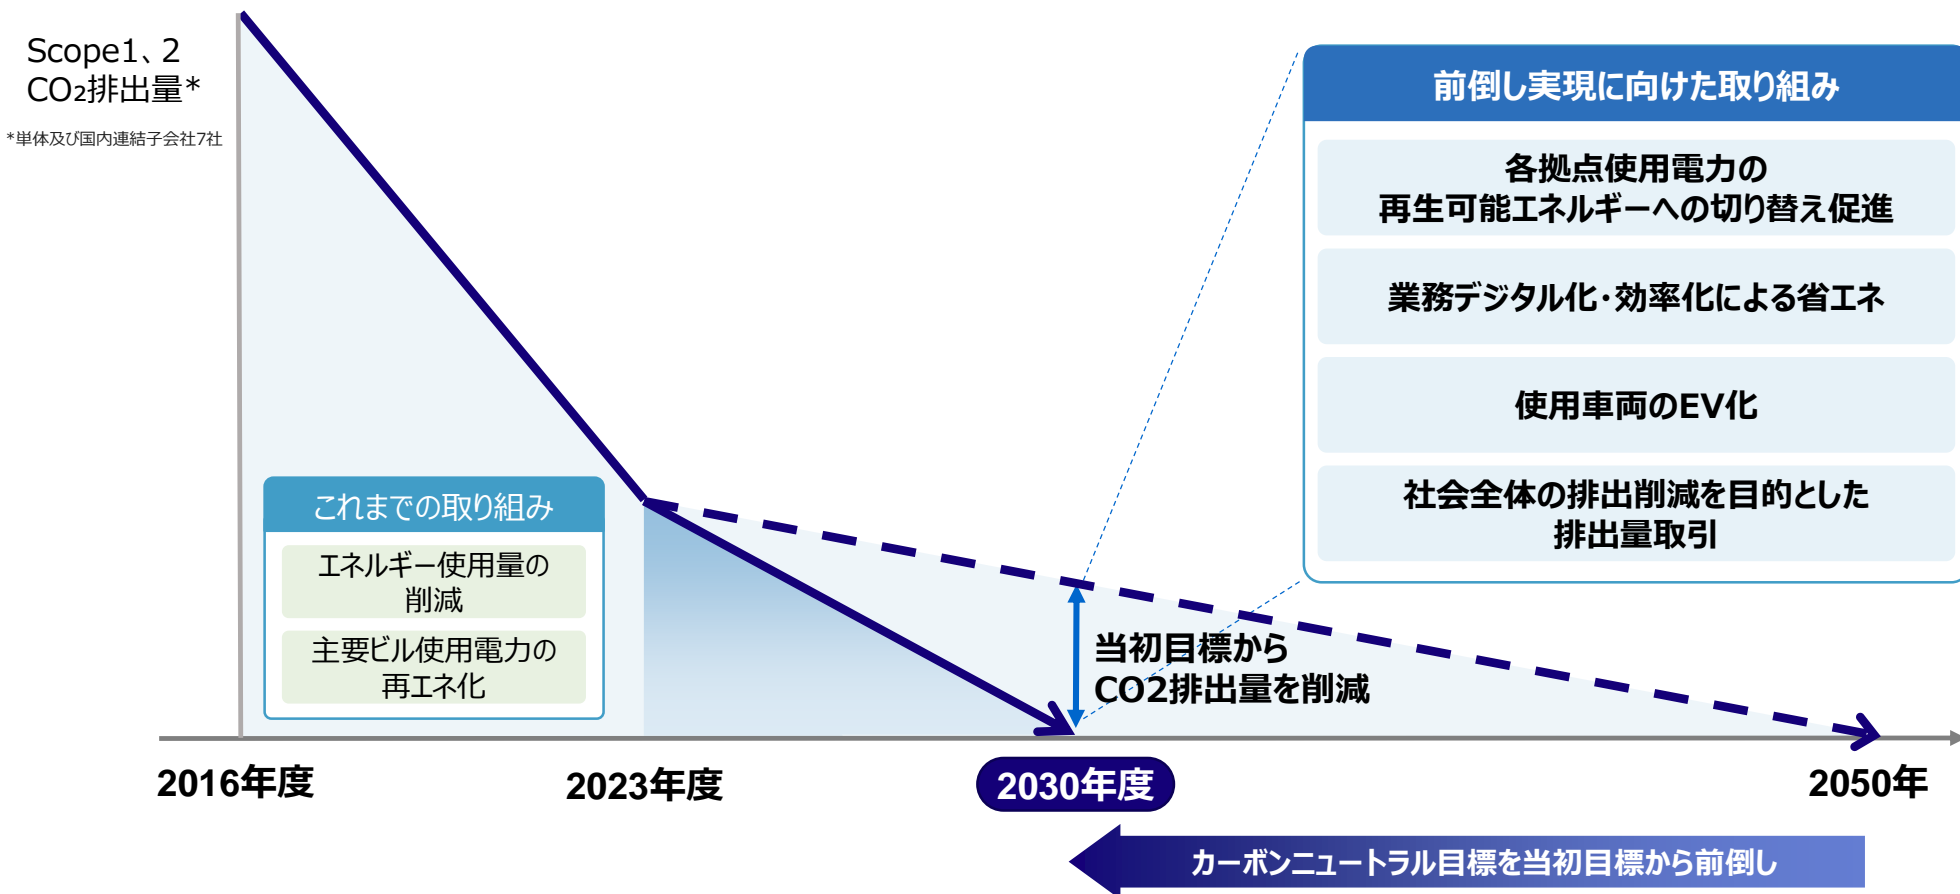 Scope1、2
CO₂排出量*
*単体及び国内連結子会社7社
これまでの取り組み
エネルギー使用量の
削減
主要ビル使用電力の
再エネ化
前倒し実現に向けた取り組み
各拠点使用電力の
再生可能エネルギーへの切り替え促進
業務デジタル化・効率化による省エネ
使用車両のEV化
社会全体の排出削減を目的とした
排出量取引
当初目標から
CO2排出量を削減
2016年度
2023年度
2030年度
2050年
カーボンニュートラル目標を当初目標から前倒し